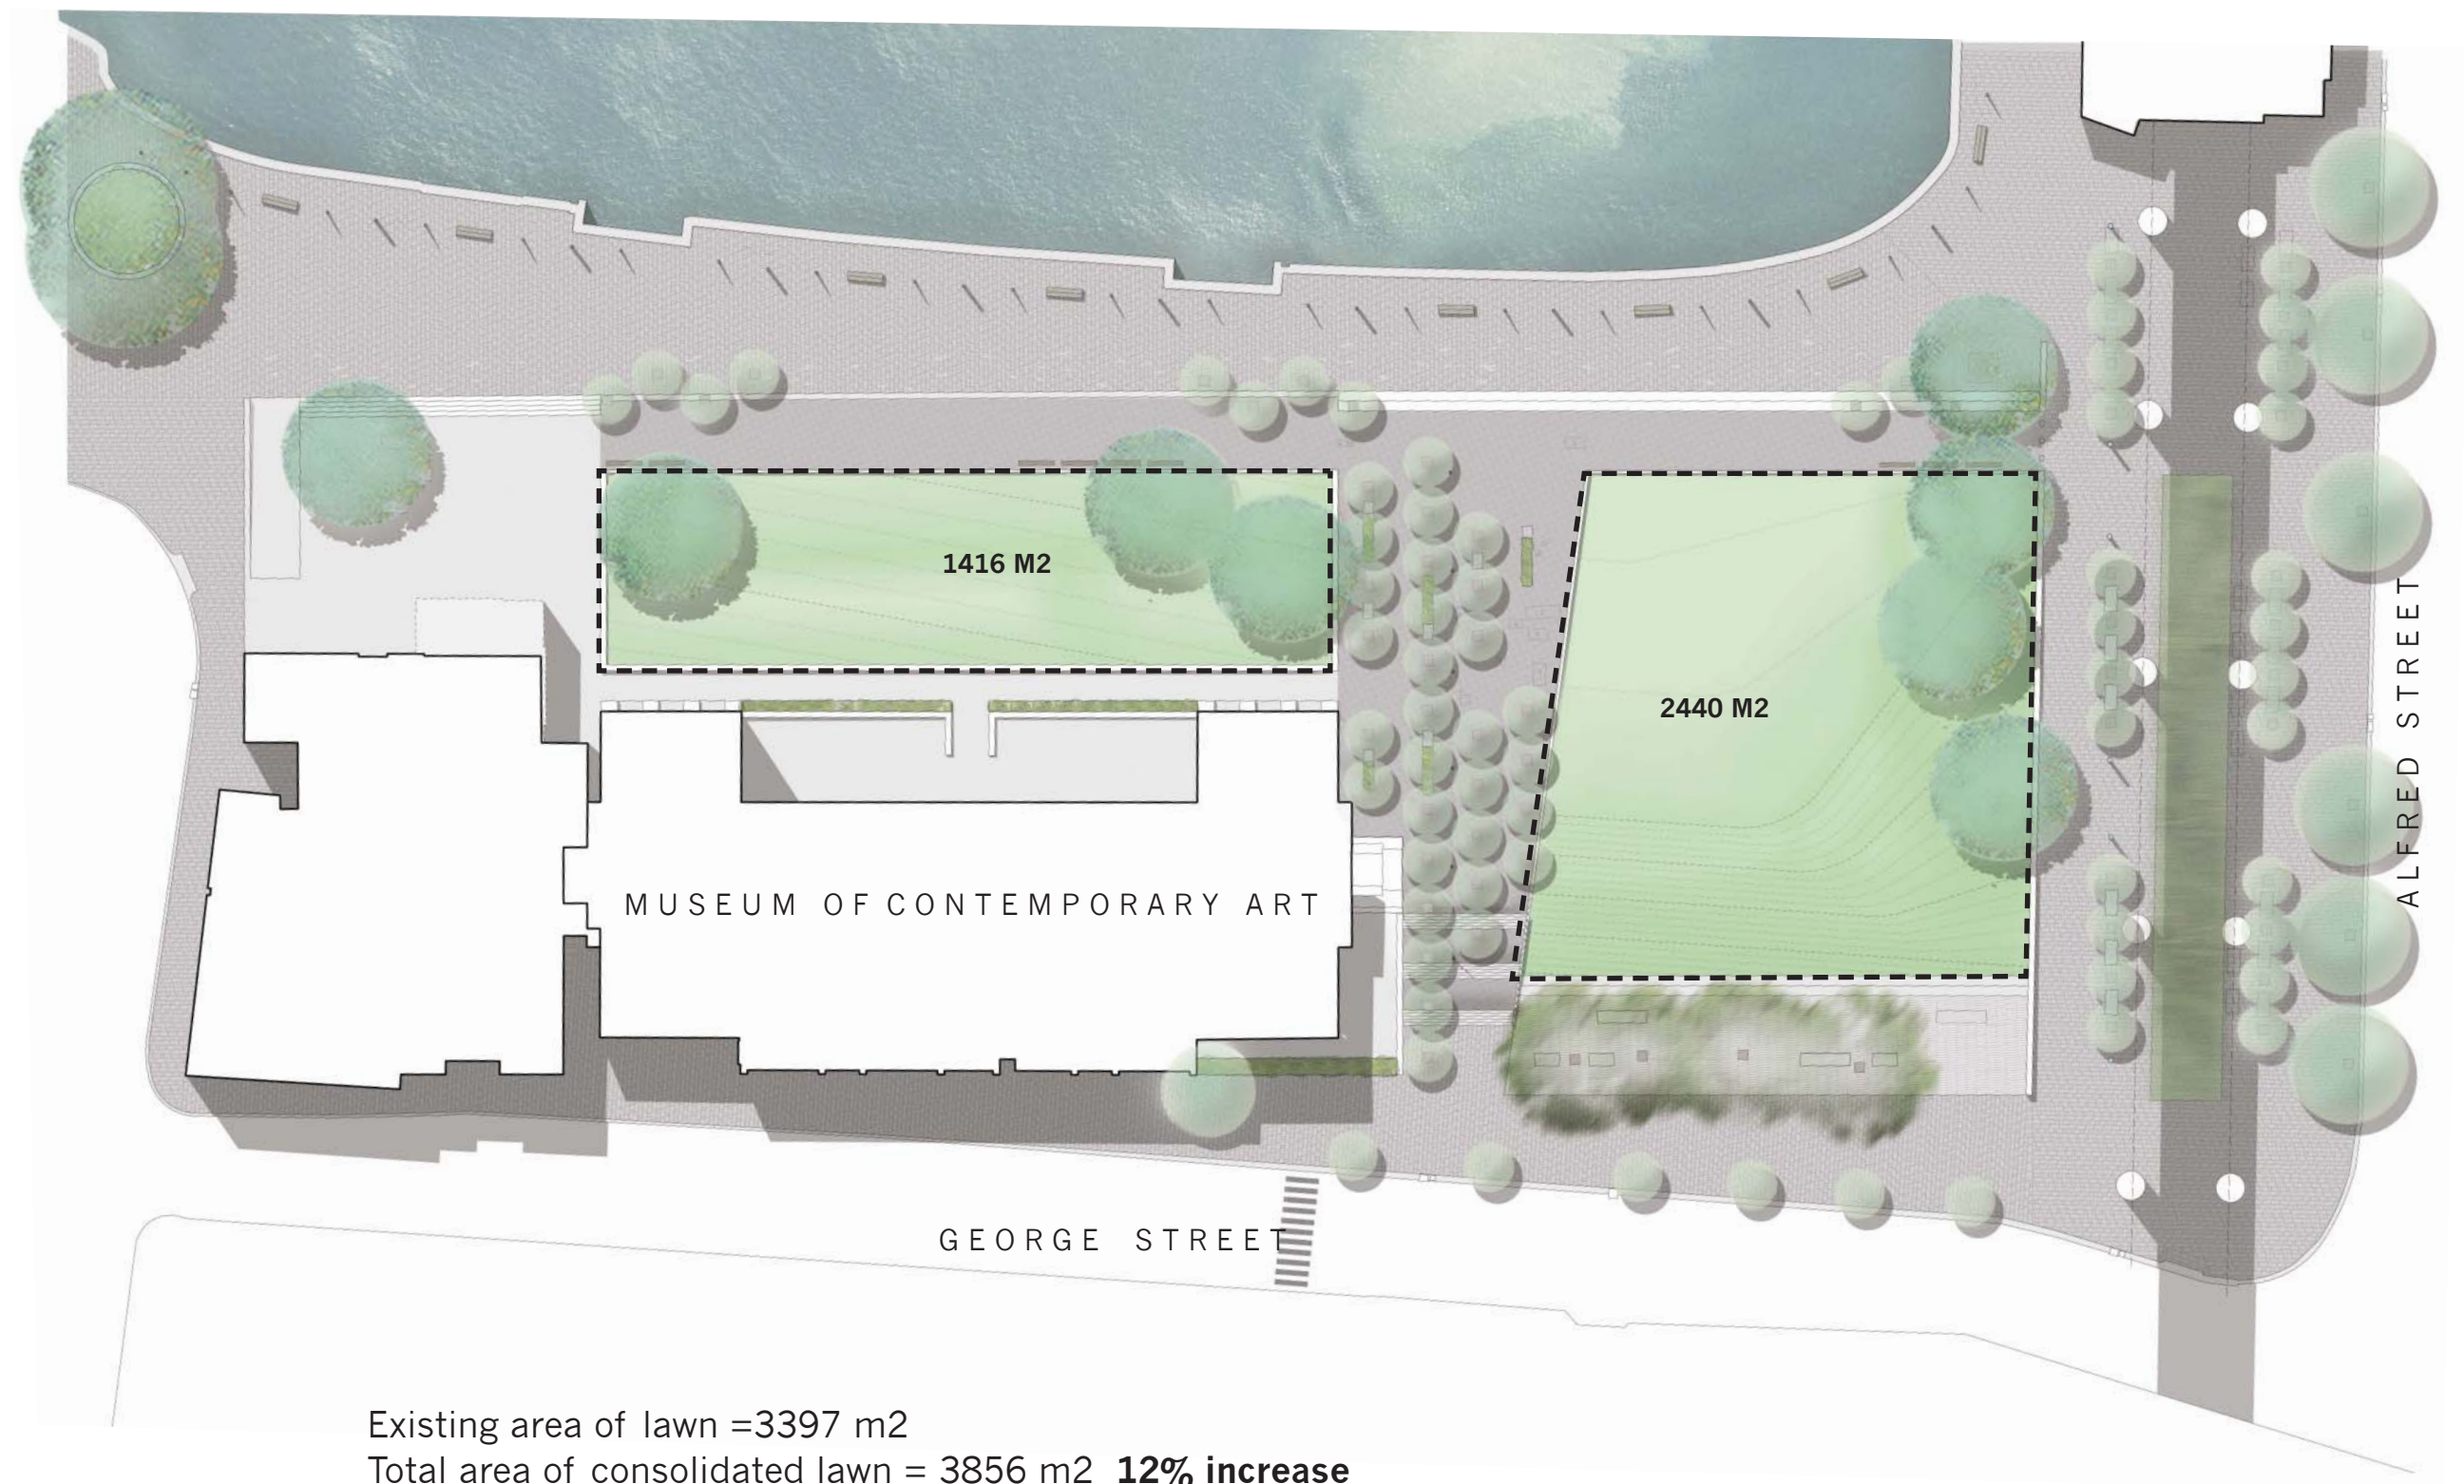 1416 M2
2440 M2
ALFRED STREET
MUSEUM OF CONTEMPORARY ART
GEORGE STREET
Existing area of lawn =3397 m2
Total area of consolidated lawn = 3856 m2 12% increase